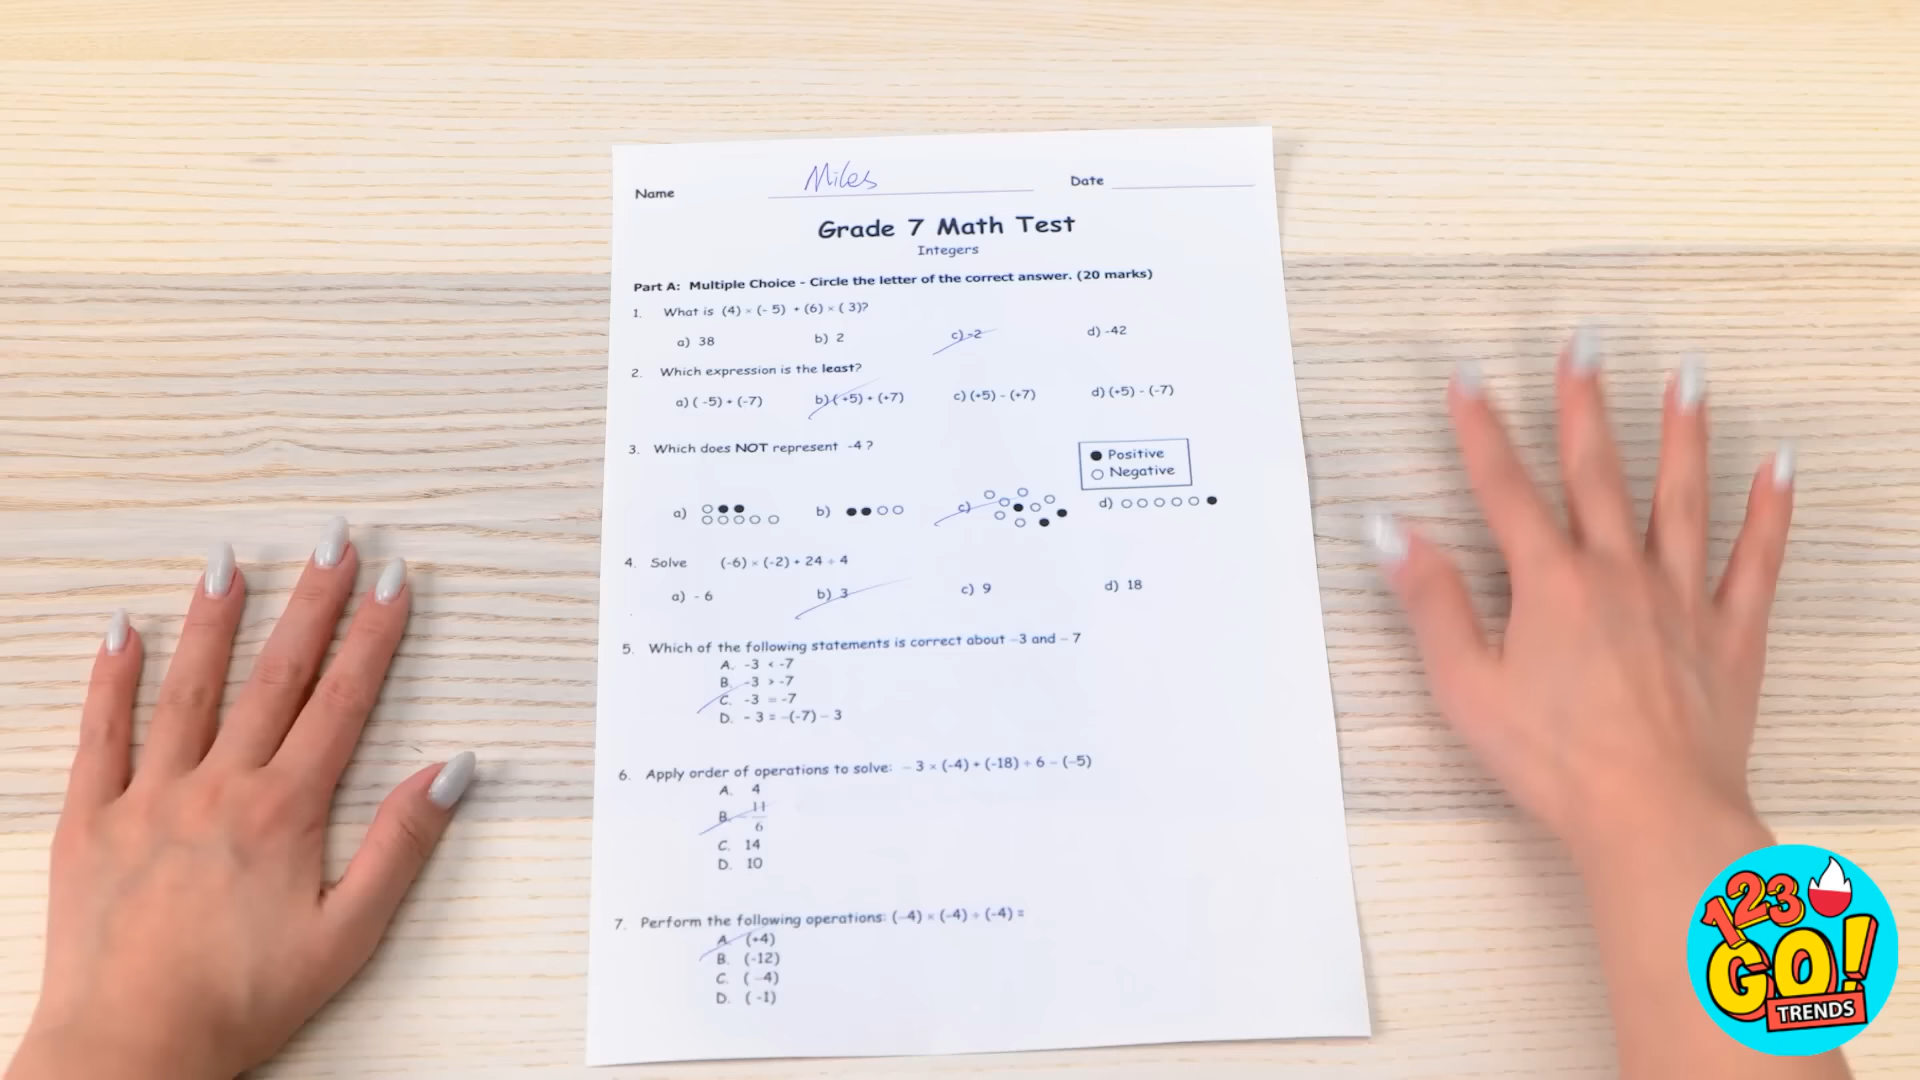 Name Miles Date
Grade 7 Math Test
Integers
Part A: Multiple Choice - Circle the letter of the correct answer. (20 marks)
1. What is (4) × (- 5) + (6) × ( 3)?
a) 38 b) 2 c) -2 d) -42
2. Which expression is the least?
a) ( -5) + (-7) b) ( +5) + (+7) c) (+5) - (+7) d) (+5) - (-7)
3. Which does NOT represent -4 ?
Positive
Negative
a) b) c) d)
4. Solve (-6) × (-2) + 24 ÷ 4
a) - 6 b) 3 c) 9 d) 18
5. Which of the following statements is correct about -3 and - 7
A. -3 < -7
B. -3 > -7
C. -3 = -7
D. - 3 = -(-7) - 3
6. Apply order of operations to solve: - 3 × (-4) + (-18) ÷ 6 - (-5)
A. 4
B. - 11/6
C. 14
D. 10
7. Perform the following operations: (-4) × (-4) ÷ (-4) =
A. (+4)
B. (-12)
C. ( -4)
D. ( -1)
123
GO!
TRENDS